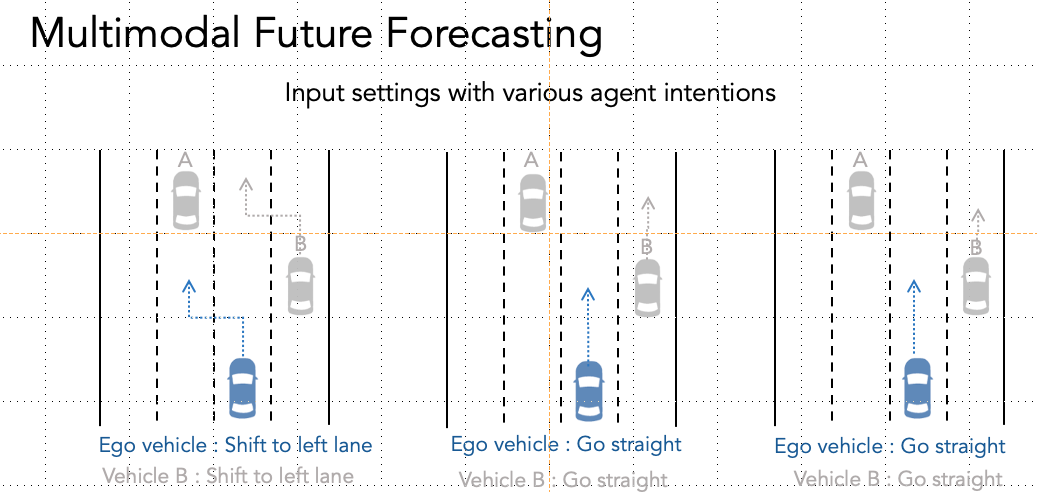 Multimodal Future Forecasting
Input settings with various agent intentions
A
B
A
B
A
B
Ego vehicle : Shift to left lane
Vehicle B : Shift to left lane
Ego vehicle : Go straight
Vehicle B : Go straight
Ego vehicle : Go straight
Vehicle B : Go straight